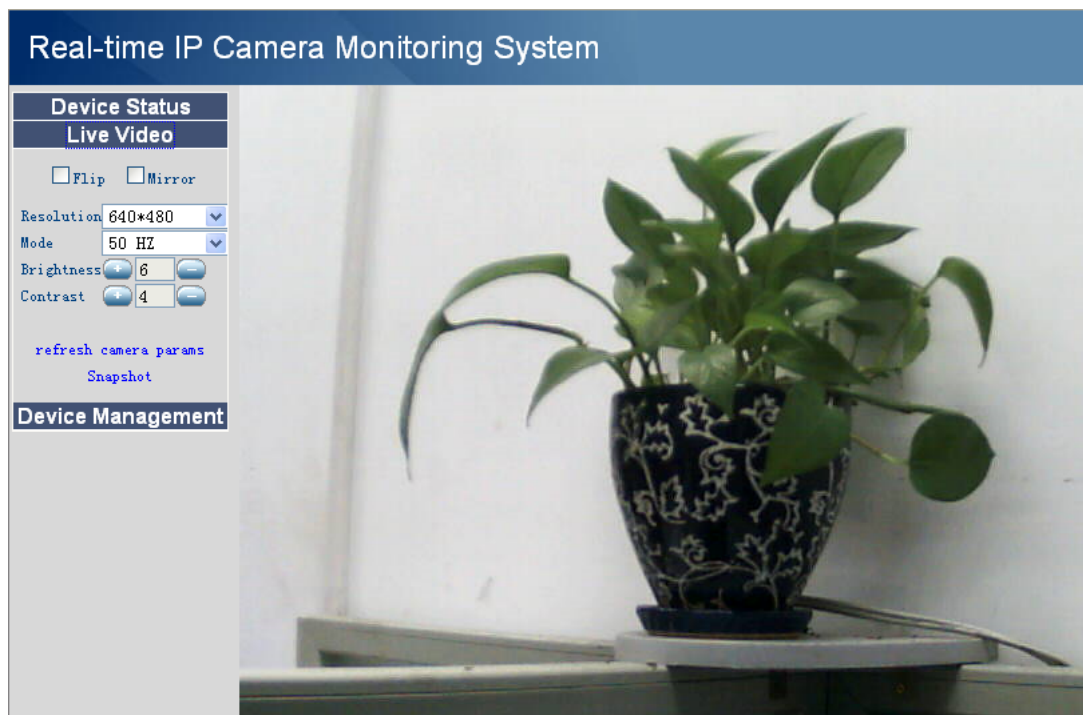 Real-time IP Camera Monitoring System
Device Status
Live Video
Flip Mirror
Resolution 640*480
Mode 50 HZ
Brightness + 6 −
Contrast + 4 −
refresh camera params
Snapshot
Device Management